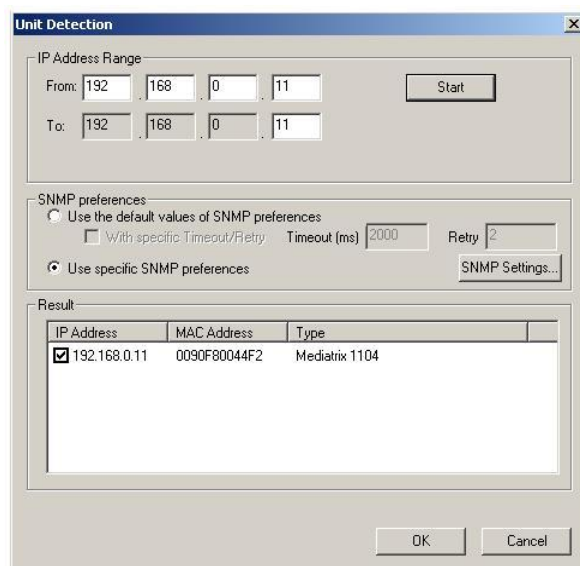 Unit Detection
IP Address Range
From: 192 . 168 . 0 . 11 Start
To: 192 . 168 . 0 . 11
SNMP preferences
Use the default values of SNMP preferences
With specific Timeout/Retry Timeout (ms) 2000 Retry 2
Use specific SNMP preferences SNMP Settings...
Result
IP Address MAC Address Type
192.168.0.11 0090F80044F2 Mediatrix 1104
OK Cancel